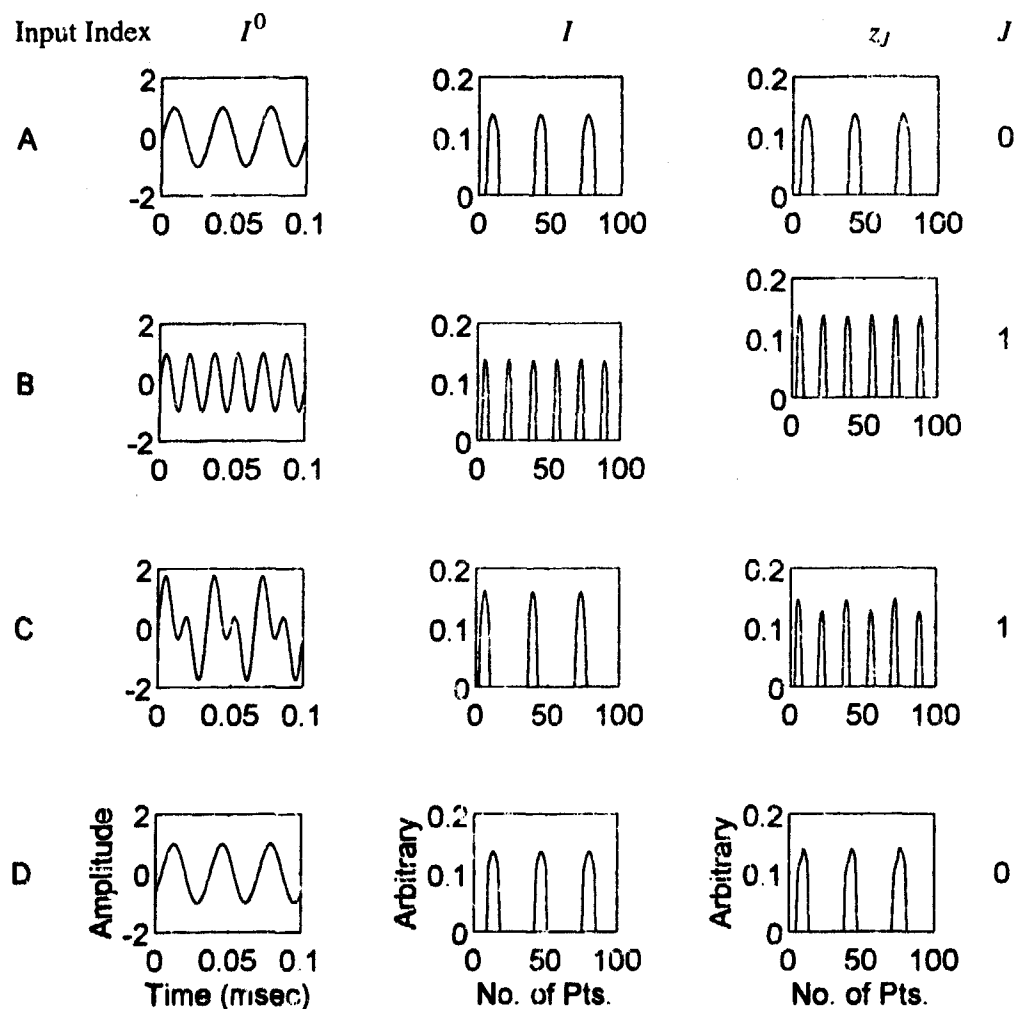 Input Index I⁰ I z_J J
2 0.2 0.2
A 0 0.1 0.1 0
-2 0 0
0 0.05 0.1 0 50 100 0 50 100
2 0.2 0.2
B 0 0.1 0.1 1
-2 0 0
0 0.05 0.1 0 50 100 0 50 100
2 0.2 0.2
C 0 0.1 0.1 1
-2 0 0
0 0.05 0.1 0 50 100 0 50 100
2 0.2 0.2
D Amplitude 0 Arbitrary 0.1 Arbitrary 0.1 0
-2 0 0
0 0.05 0.1 0 50 100 0 50 100
Time (msec) No. of Pts. No. of Pts.